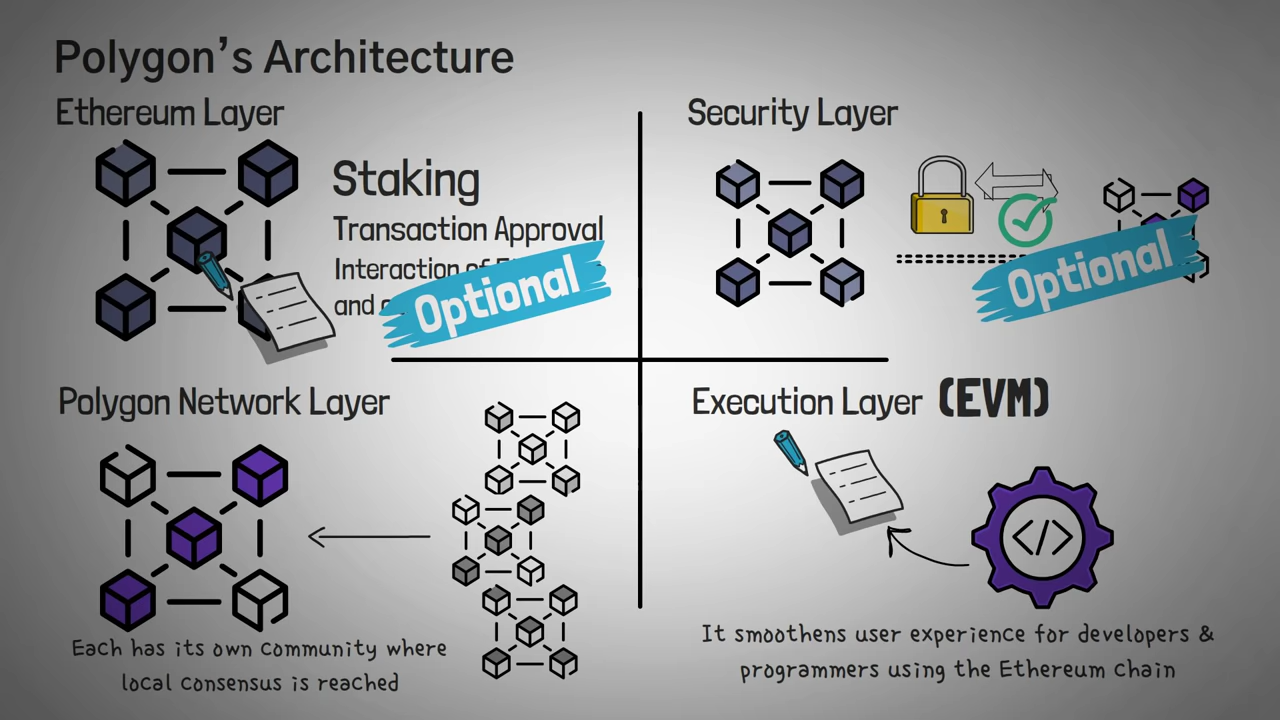 Polygon's Architecture
Ethereum Layer
Staking
Transaction Approval
Interaction of
and
Optional
Security Layer
Optional
Polygon Network Layer
Each has its own community where
local consensus is reached
Execution Layer (EVM)
</>
It smoothens user experience for developers &
programmers using the Ethereum Chain